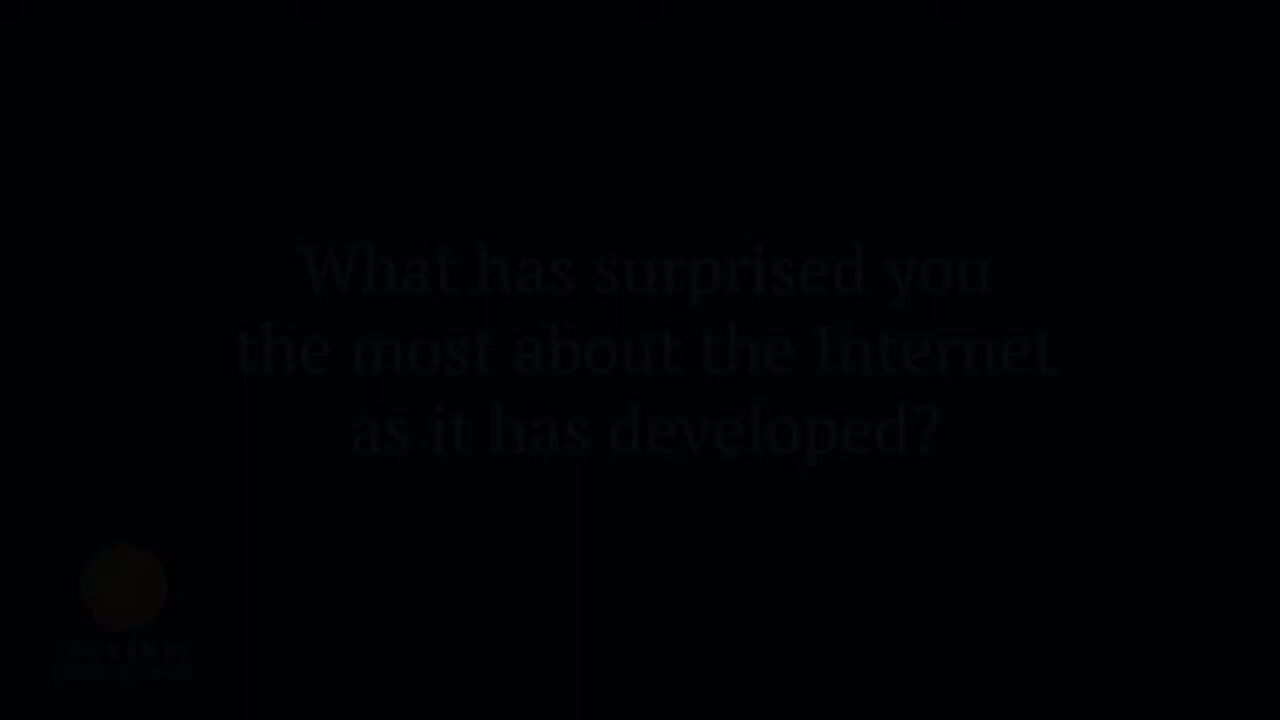 What has surprised you
the most about the Internet
as it has developed?